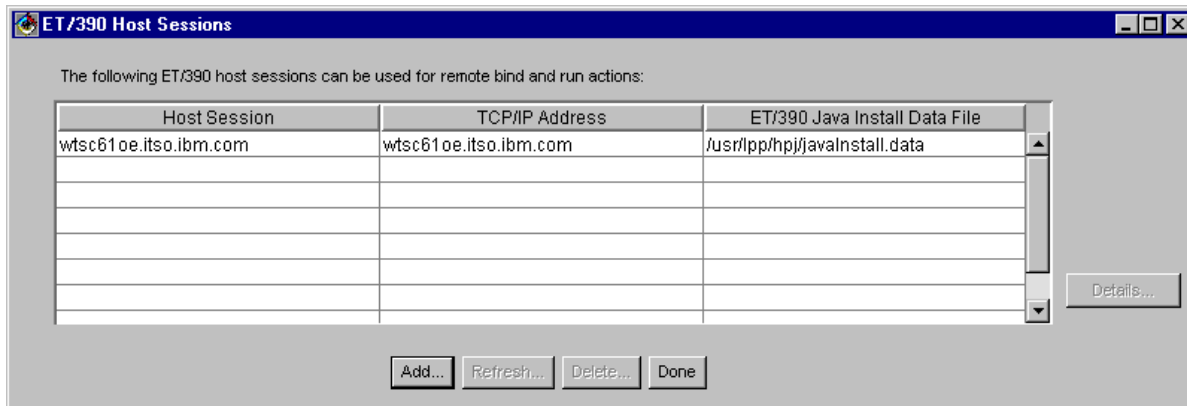 ET/390 Host Sessions
The following ET/390 host sessions can be used for remote bind and run actions:
Host Session TCP/IP Address ET/390 Java Install Data File
wtsc61oe.itso.ibm.com wtsc61oe.itso.ibm.com /usr/lpp/hpj/javaInstall.data
Details...
Add... Refresh... Delete... Done